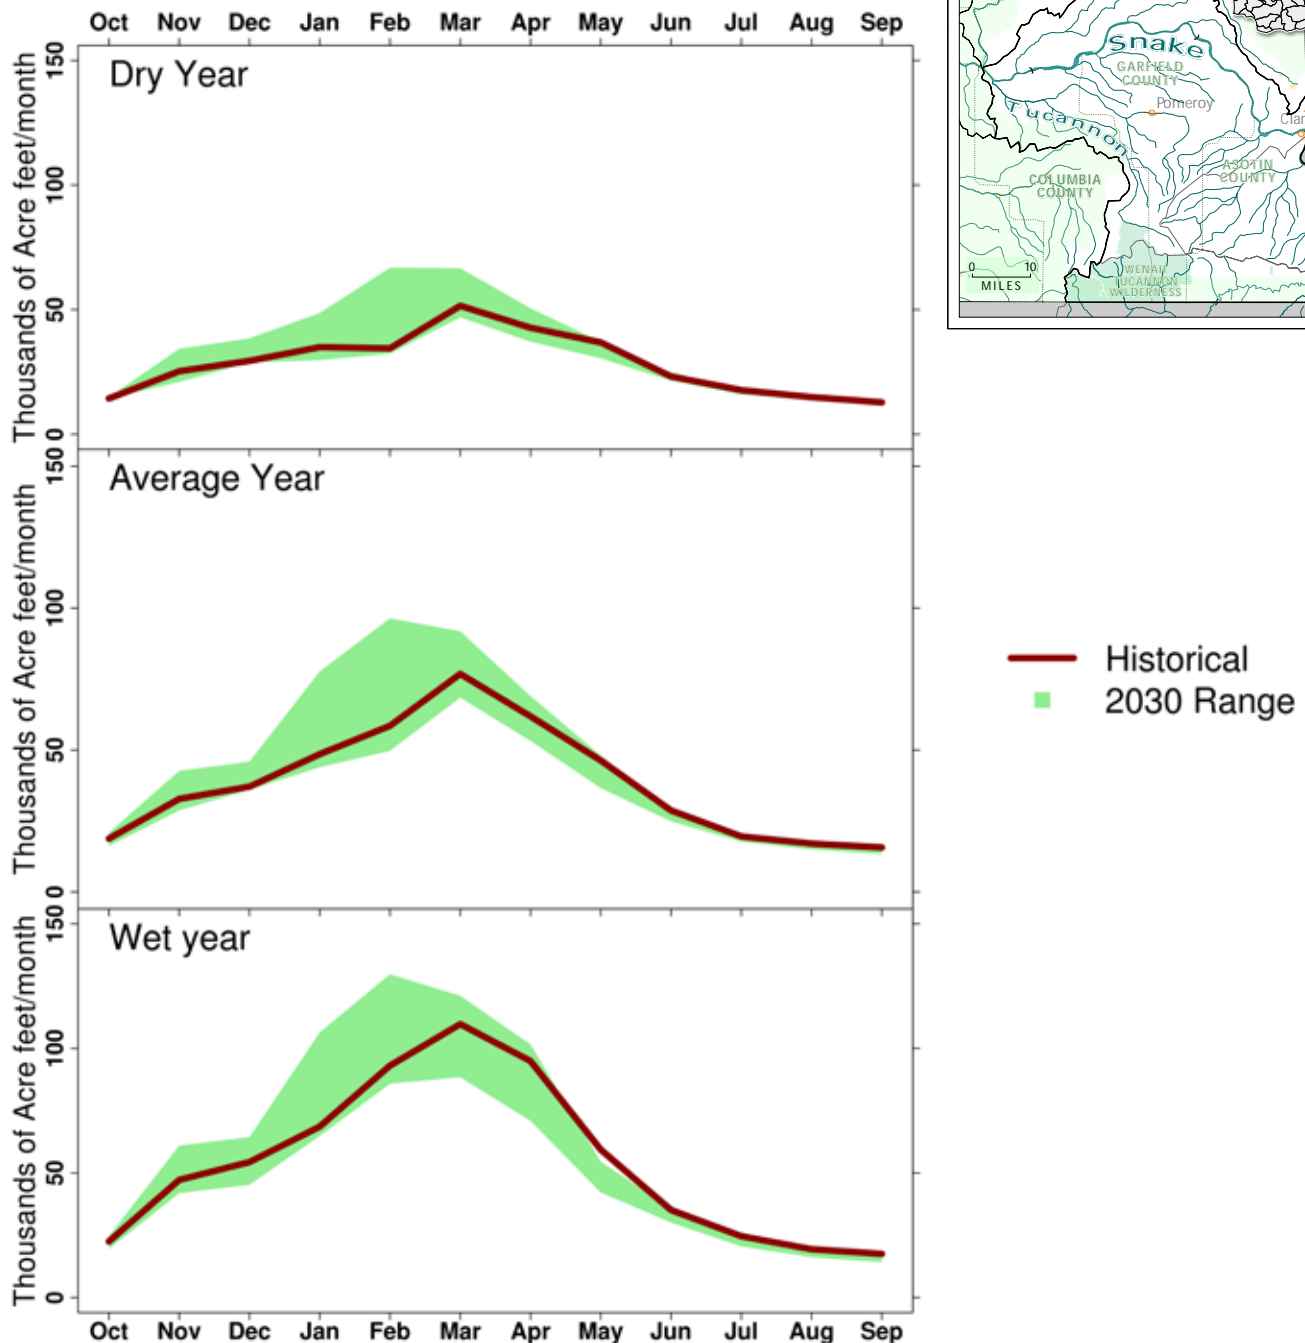 Oct Nov Dec Jan Feb Mar Apr May Jun Jul Aug Sep
Dry Year
Thousands of Acre feet/month
150
100
50
0
Average Year
Thousands of Acre feet/month
150
100
50
0
Wet year
Thousands of Acre feet/month
150
100
50
0
Oct Nov Dec Jan Feb Mar Apr May Jun Jul Aug Sep
Snake
GARFIELD
COUNTY
Pomeroy
Tucannon
Clar
ASOTIN
COUNTY
COLUMBIA
COUNTY
0 10
MILES
WENAH
TUCANNON
WILDERNESS
Historical
2030 Range